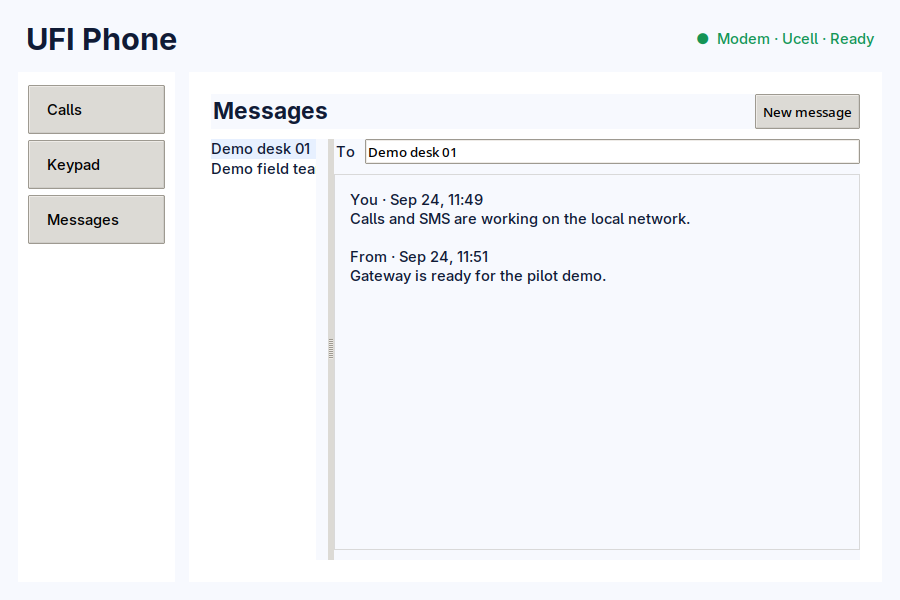 UFI Phone
Modem · Ucell · Ready
Calls
Keypad
Messages
Messages
New message
Demo desk 01
Demo field tea
To
Demo desk 01
You · Sep 24, 11:49
Calls and SMS are working on the local network.
From · Sep 24, 11:51
Gateway is ready for the pilot demo.